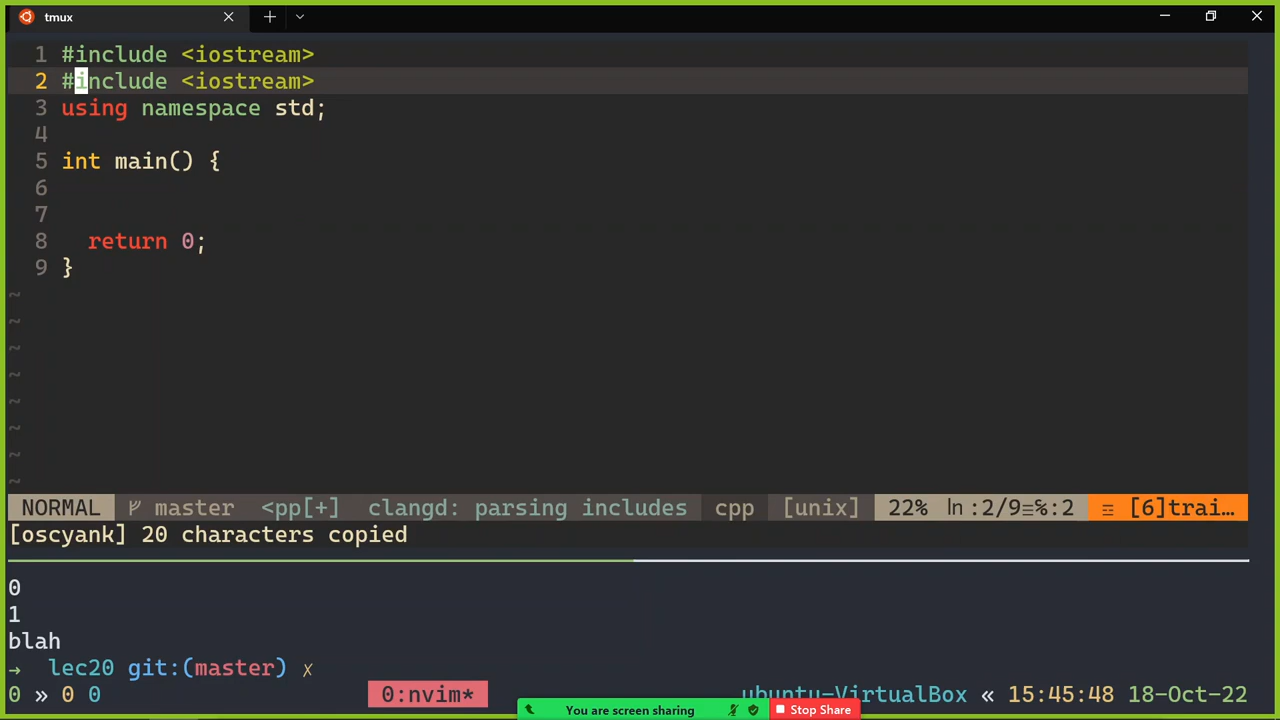 tmux
1 #include <iostream>
2 #include <iostream>
3 using namespace std;
4
5 int main() {
6
7
8 return 0;
9 }
~
~
~
~
~
~
~
~
NORMAL master <pp[+] clangd: parsing includes cpp [unix] 22% ln :2/9≡%:2 ☰ [6]trai…
[oscyank] 20 characters copied
0
1
blah
→ lec20 git:(master) ✗
0 » 0 0 0:nvim* ubuntu-VirtualBox « 15:45:48 18-Oct-22
You are screen sharing Stop Share